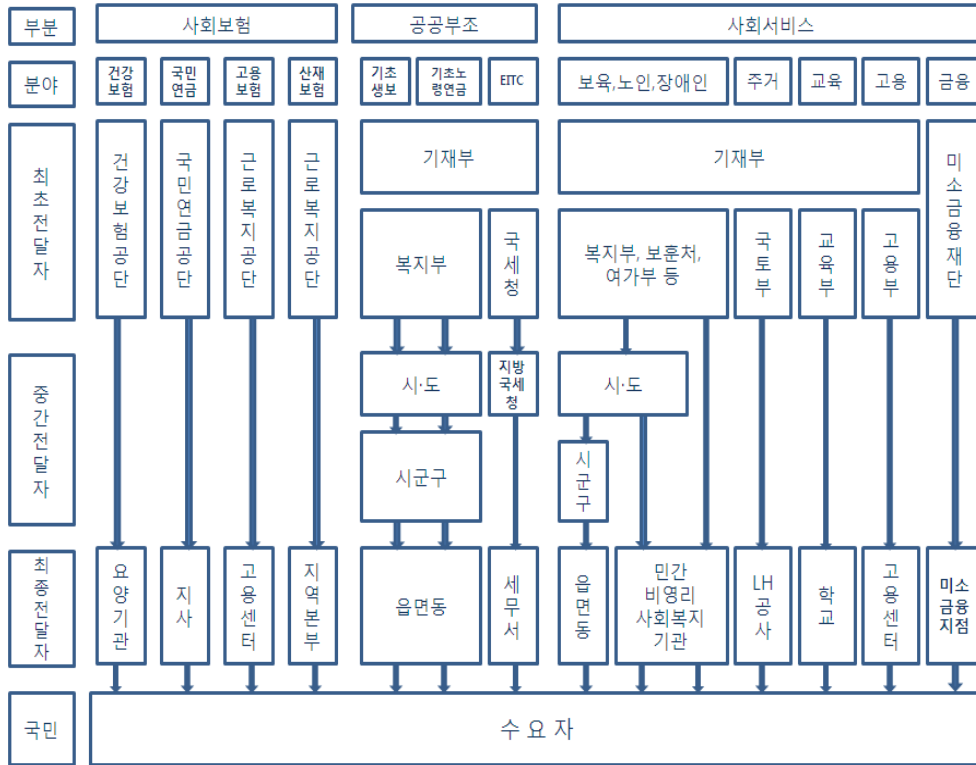 부분
사회보험
공공부조
사회서비스
분야
건강
보험
국민
연금
고용
보험
산재
보험
기초
생보
기초노
령연금
EITC
보육,노인,장애인
주거
교육
고용
금융
최초전달자
건강보험공단
국민연금공단
근로복지공단
근로복지공단
기재부
기재부
미소금융재단
복지부
국세청
복지부, 보훈처,
여가부 등
국토부
교육부
고용부
중간전달자
시·도
지방
국세
청
시·도
시군구
시군구
최종전달자
요양기관
지사
고용센터
지역본부
읍면동
세무서
읍면동
민간
비영리
사회복지
기관
LH
공사
학교
고용센터
미소
금융
지점
국민
수 요 자